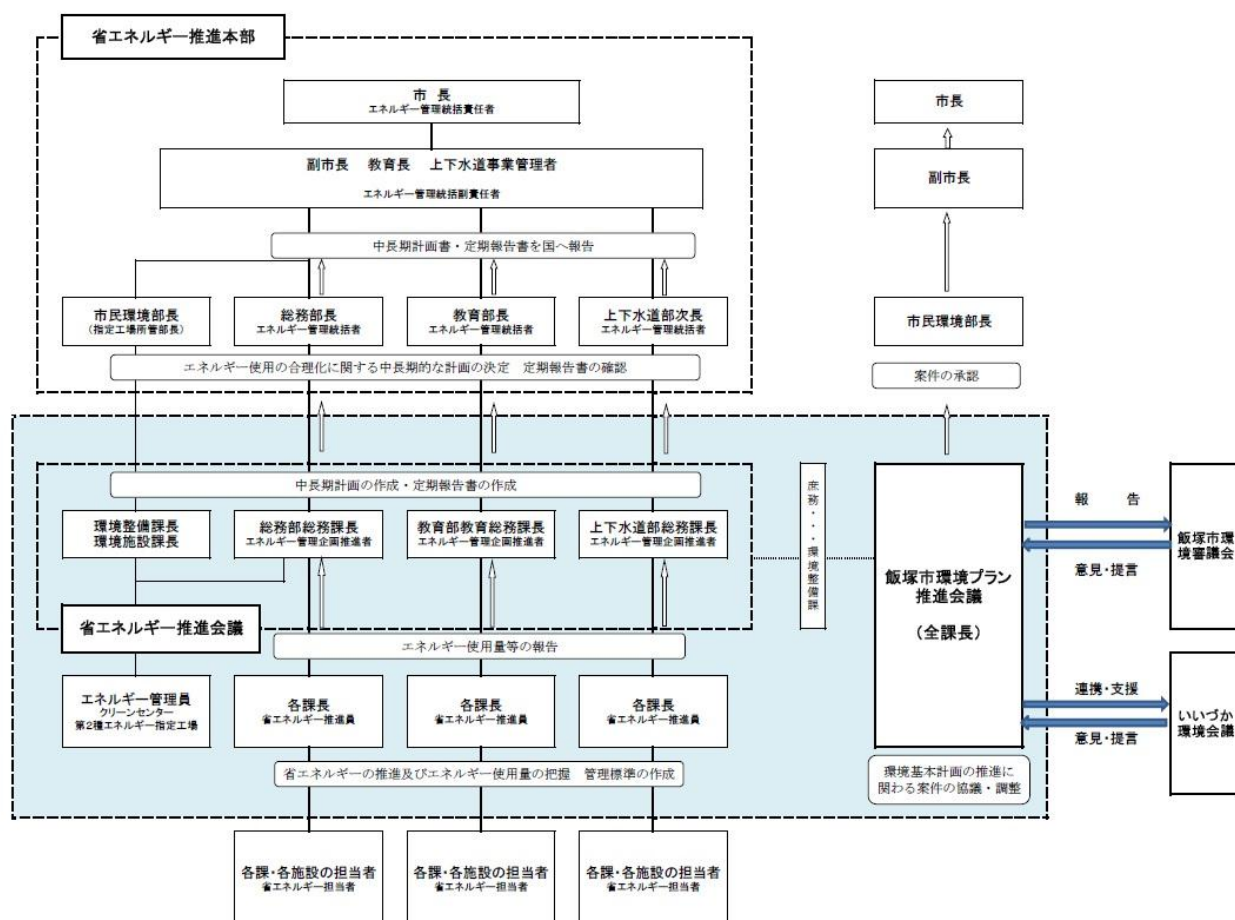 省エネルギー推進本部
市 長
エネルギー管理統括責任者
副市長 教育長 上下水道事業管理者
エネルギー管理統括副責任者
中長期計画書・定期報告書を国へ報告
市民環境部長
(指定工場所管部長)
総務部長
エネルギー管理統括者
教育部長
エネルギー管理統括者
上下水道部次長
エネルギー管理統括者
エネルギー使用の合理化に関する中長期的な計画の決定 定期報告書の確認
市長
副市長
市民環境部長
案件の承認
中長期計画の作成・定期報告書の作成
環境整備課長
環境施設課長
総務部総務課長
エネルギー管理企画推進者
教育部教育総務課長
エネルギー管理企画推進者
上下水道部総務課長
エネルギー管理企画推進者
省エネルギー推進会議
エネルギー使用量等の報告
エネルギー管理員
クリーンセンター
第2種エネルギー指定工場
各課長
省エネルギー推進員
各課長
省エネルギー推進員
各課長
省エネルギー推進員
省エネルギーの推進及びエネルギー使用量の把握 管理標準の作成
各課・各施設の担当者
省エネルギー担当者
各課・各施設の担当者
省エネルギー担当者
各課・各施設の担当者
省エネルギー担当者
庶務・・・環境整備課
飯塚市環境プラン
推進会議
(全課長)
環境基本計画の推進に
関わる案件の協議・調整
報 告
意見・提言
飯塚市環
境審議会
連携・支援
意見・提言
いいづか
環境会議